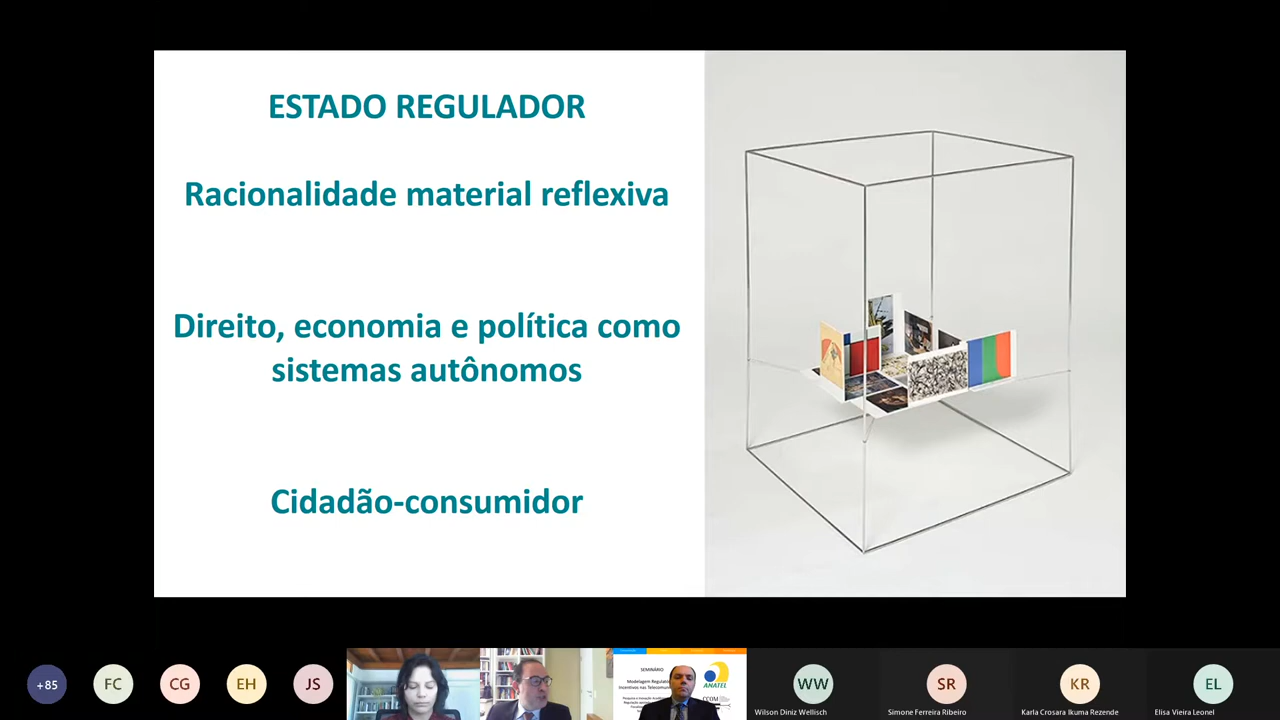 ESTADO REGULADOR
Racionalidade material reflexiva
Direito, economia e política como
sistemas autônomos
Cidadão-consumidor
+85
FC
CG
EH
JS
SEMINÁRIO
ANATEL
WW
Wilson Diniz Wellisch
SR
Simone Ferreira Ribeiro
KR
Karla Crosara Ikuma Rezende
EL
Elisa Vieira Leonel